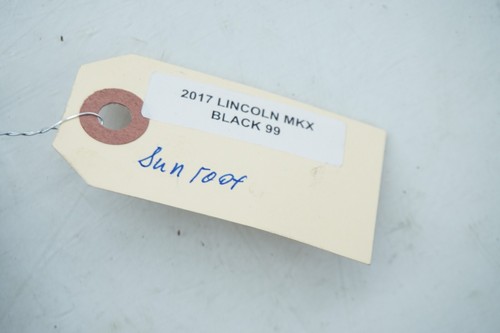 2017 LINCOLN MKX
BLACK 99
Sun roof